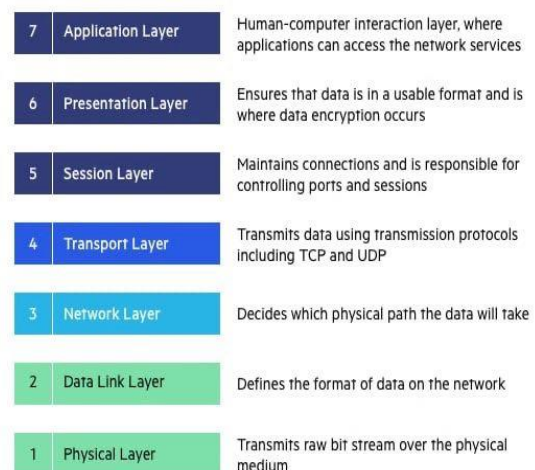 7 Application Layer
Human-computer interaction layer, where
applications can access the network services
6 Presentation Layer
Ensures that data is in a usable format and is
where data encryption occurs
5 Session Layer
Maintains connections and is responsible for
controlling ports and sessions
4 Transport Layer
Transmits data using transmission protocols
including TCP and UDP
3 Network Layer
Decides which physical path the data will take
2 Data Link Layer
Defines the format of data on the network
1 Physical Layer
Transmits raw bit stream over the physical
medium